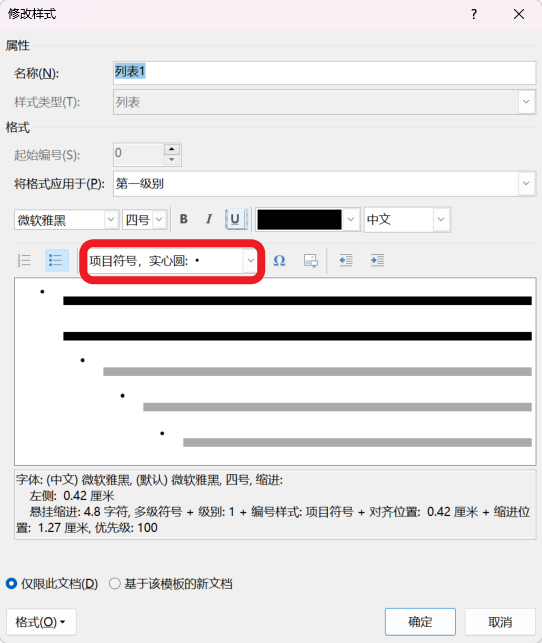 修改样式 ?
属性
名称(N): 列表1
样式类型(T): 列表
格式
起始编号(S): 0
将格式应用于(P): 第一级别
微软雅黑 四号 B I U 中文
项目符号，实心圆: • Ω
字体: (中文) 微软雅黑, (默认) 微软雅黑, 四号, 缩进:
左侧: 0.42 厘米
悬挂缩进: 4.8 字符, 多级符号 + 级别: 1 + 编号样式: 项目符号 + 对齐位置: 0.42 厘米 + 缩进位
置: 1.27 厘米, 优先级: 100
仅限此文档(D) 基于该模板的新文档
格式(O) 确定 取消